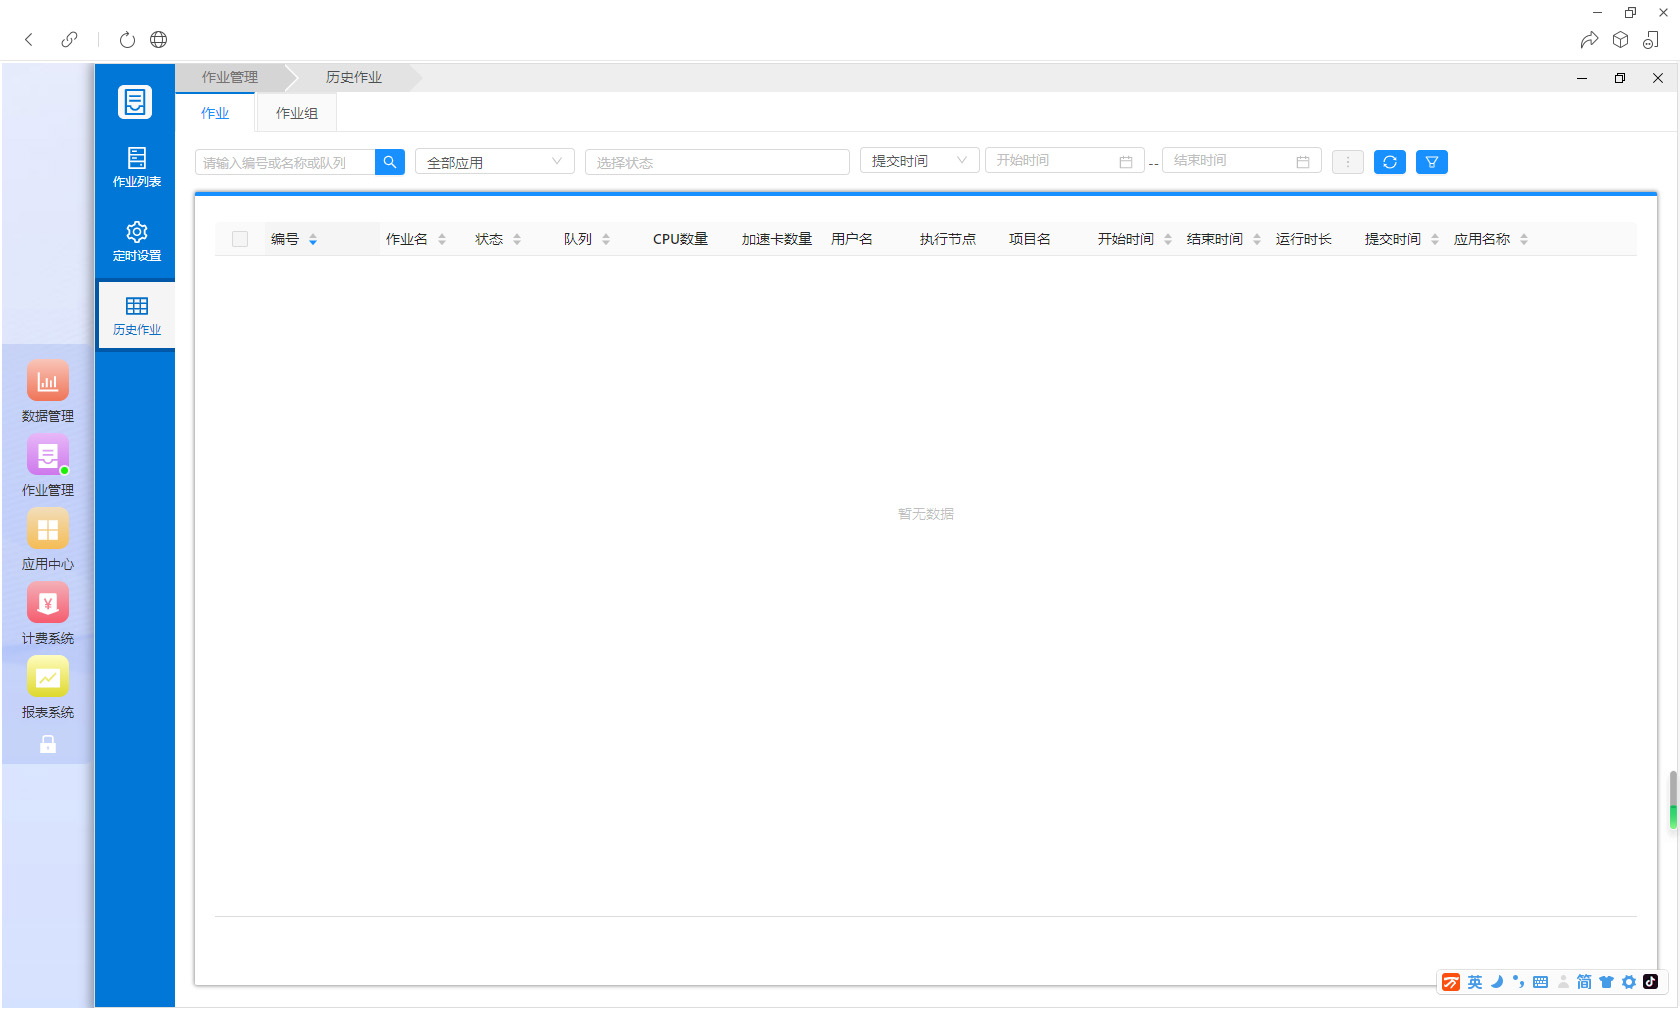 作业管理
历史作业
作业
作业组
请输入编号或名称或队列
全部应用
选择状态
提交时间
开始时间
--
结束时间
作业列表
定时设置
历史作业
编号
作业名
状态
队列
CPU数量
加速卡数量
用户名
执行节点
项目名
开始时间
结束时间
运行时长
提交时间
应用名称
暂无数据
数据管理
作业管理
应用中心
计费系统
报表系统
英
简